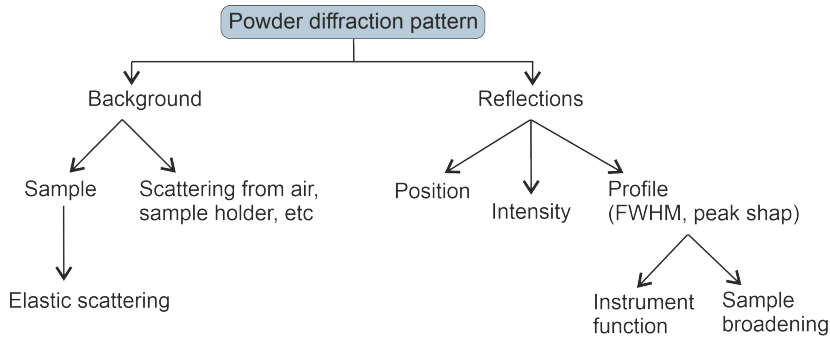 Powder diffraction pattern
Background
Reflections
Sample
Scattering from air,
sample holder, etc
Position
Intensity
Profile
(FWHM, peak shap)
Elastic scattering
Instrument
function
Sample
broadening